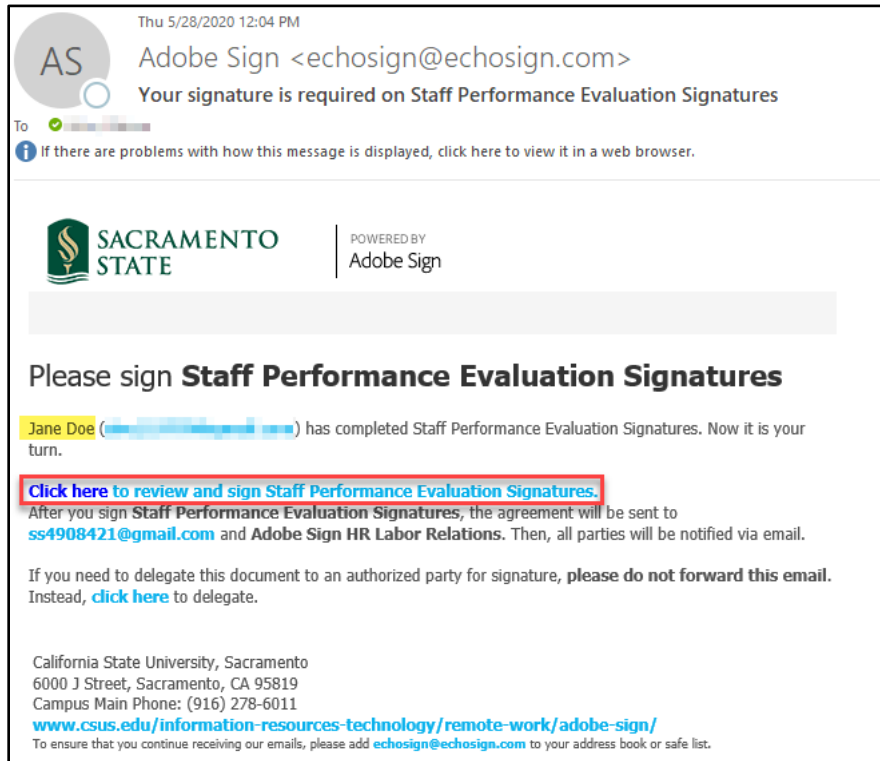 Thu 5/28/2020 12:04 PM
AS
Adobe Sign <echosign@echosign.com>
Your signature is required on Staff Performance Evaluation Signatures
To
If there are problems with how this message is displayed, click here to view it in a web browser.
SACRAMENTO
STATE
POWERED BY
Adobe Sign
Please sign Staff Performance Evaluation Signatures
Jane Doe ( ) has completed Staff Performance Evaluation Signatures. Now it is your
turn.
Click here to review and sign Staff Performance Evaluation Signatures.
After you sign Staff Performance Evaluation Signatures, the agreement will be sent to
ss4908421@gmail.com and Adobe Sign HR Labor Relations. Then, all parties will be notified via email.
If you need to delegate this document to an authorized party for signature, please do not forward this email.
Instead, click here to delegate.
California State University, Sacramento
6000 J Street, Sacramento, CA 95819
Campus Main Phone: (916) 278-6011
www.csus.edu/information-resources-technology/remote-work/adobe-sign/
To ensure that you continue receiving our emails, please add echosign@echosign.com to your address book or safe list.